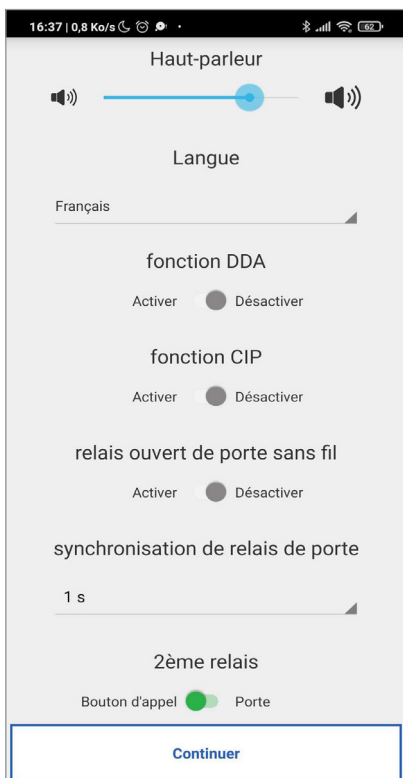 16:37 | 0,8 Ko/s
62
Haut-parleur
Langue
Français
fonction DDA
Activer Désactiver
fonction CIP
Activer Désactiver
relais ouvert de porte sans fil
Activer Désactiver
synchronisation de relais de porte
1 s
2ème relais
Bouton d'appel Porte
Continuer